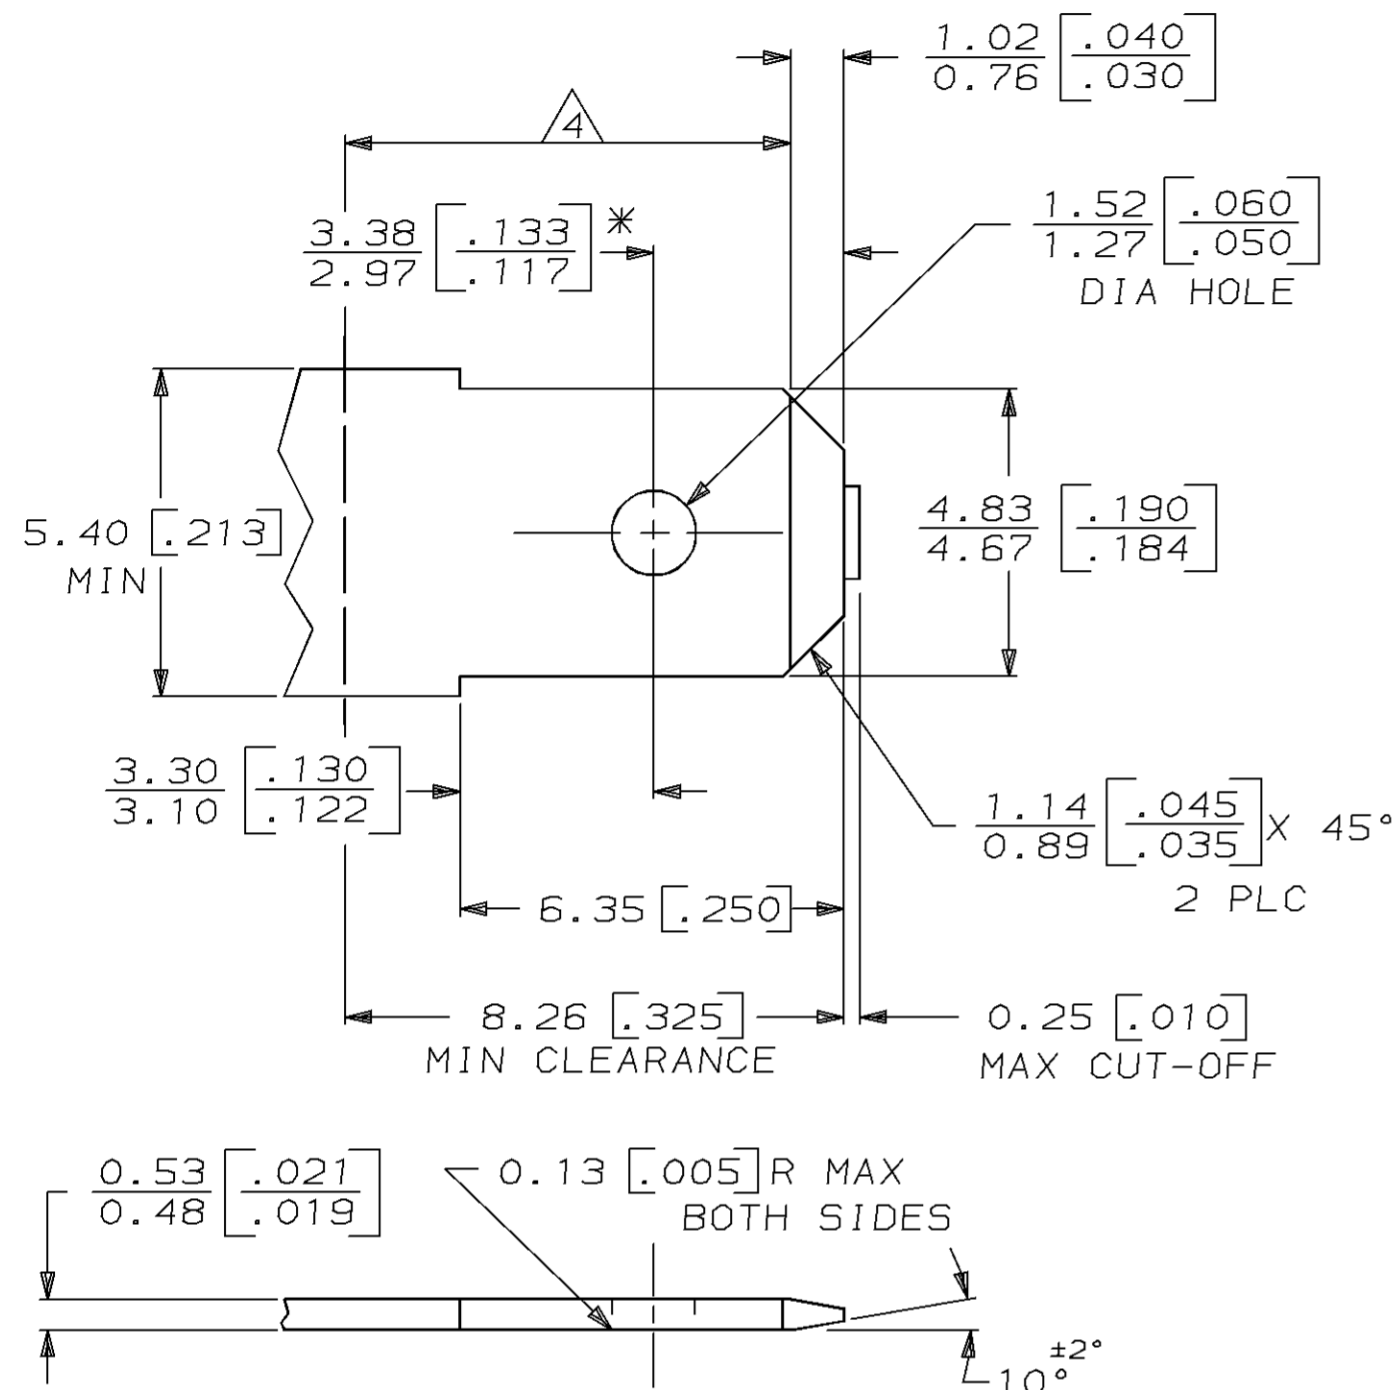 1.02 [.040]
0.76 [.030]
4
3.38 [.133] *
2.97 [.117]
1.52 [.060]
1.27 [.050]
DIA HOLE
5.40 [.213]
MIN
4.83 [.190]
4.67 [.184]
3.30 [.130]
3.10 [.122]
1.14 [.045] X 45°
0.89 [.035]
2 PLC
6.35 [.250]
8.26 [.325]
MIN CLEARANCE
0.25 [.010]
MAX CUT-OFF
0.53 [.021]
0.48 [.019]
0.13 [.005] R MAX
BOTH SIDES
±2°
10°